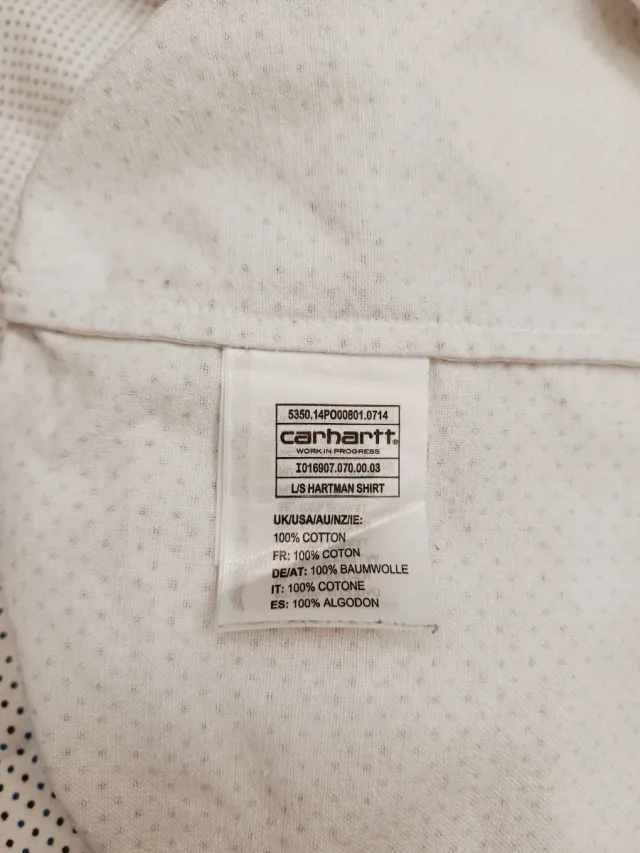 5350.14PO00801.0714
carhartt®
WORK IN PROGRESS
I016907.070.00.03
L/S HARTMAN SHIRT
UK/USA/AU/NZ/IE:
100% COTTON
FR: 100% COTON
DE/AT: 100% BAUMWOLLE
IT: 100% COTONE
ES: 100% ALGODON